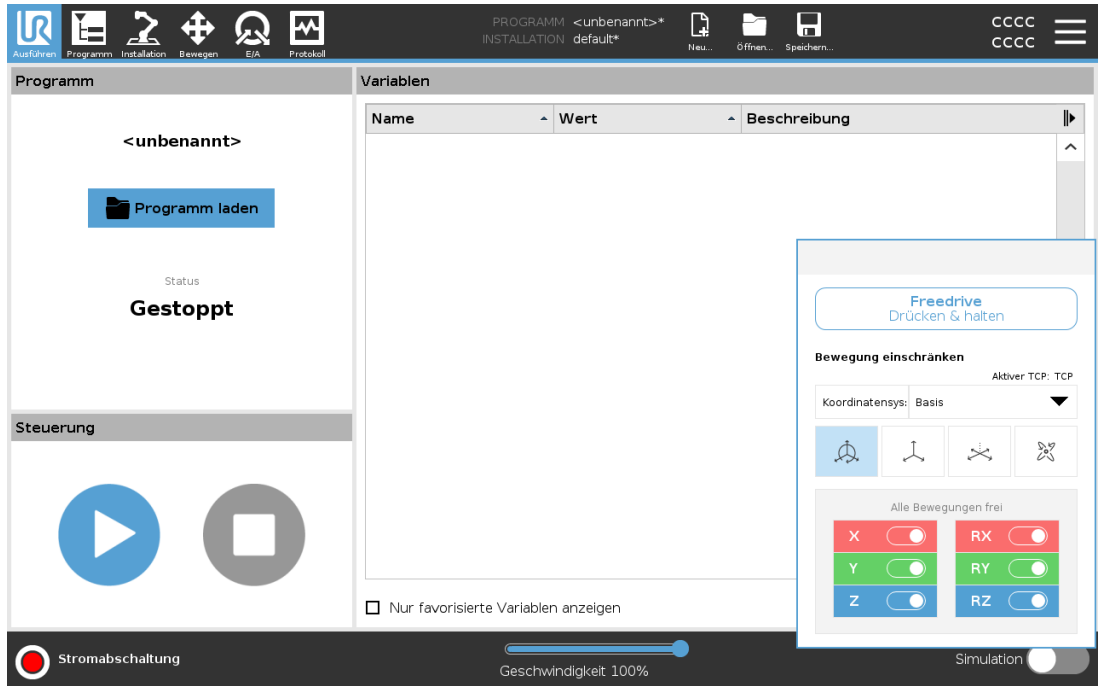 UR
PROGRAMM <unbenannt>*
INSTALLATION default*
CCCC
CCCC
Ausführen Programm Installation Bewegen E/A Protokoll
Neu... Öffnen... Speichern...
Programm
Variablen
<unbenannt>
Programm laden
Status
Gestoppt
Steuerung
Name Wert Beschreibung
Nur favorisierte Variablen anzeigen
Freedrive
Drücken & halten
Bewegung einschränken
Aktiver TCP: TCP
Koordinatensys: Basis
Alle Bewegungen frei
X RX
Y RY
Z RZ
Stromabschaltung
Geschwindigkeit 100%
Simulation